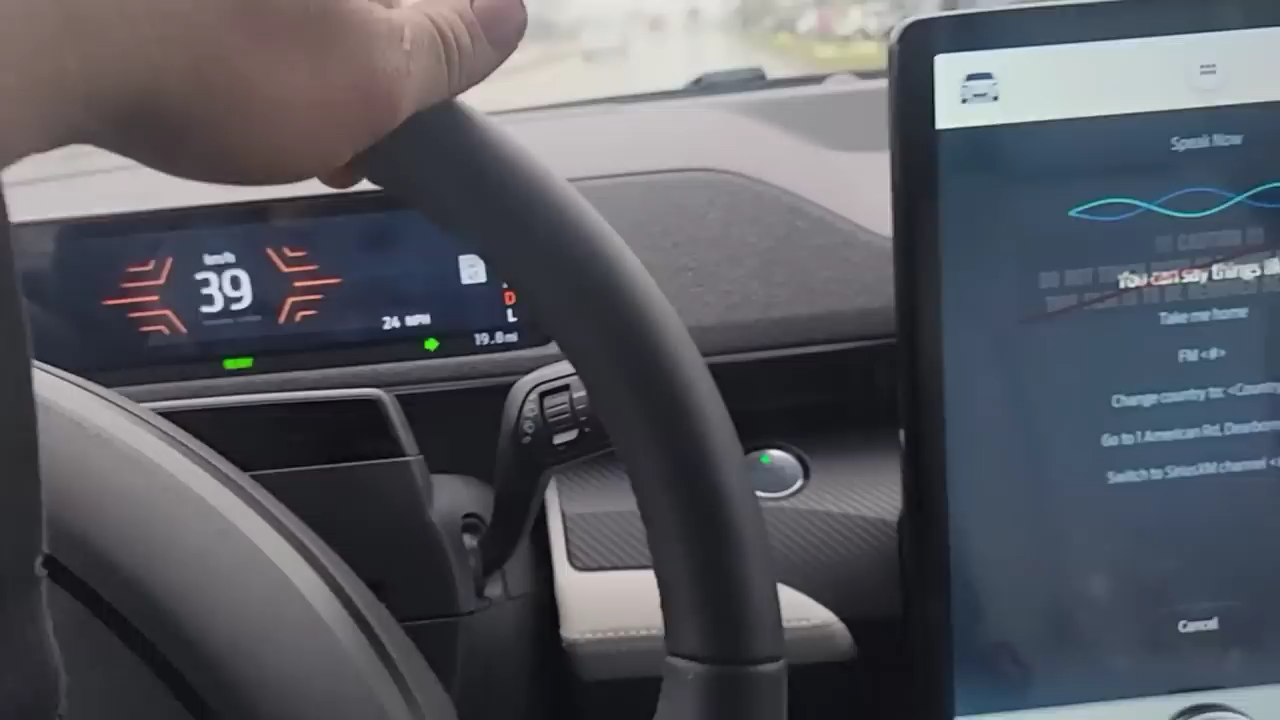 km/h
39
24 MPH
D
L
19.8mi
Speak Now
You can say things li
Take me home
FM <#>
Change country to: <Country
Go to 1 American Rd, Dearborn
Switch to SiriusXM channel <
Cancel